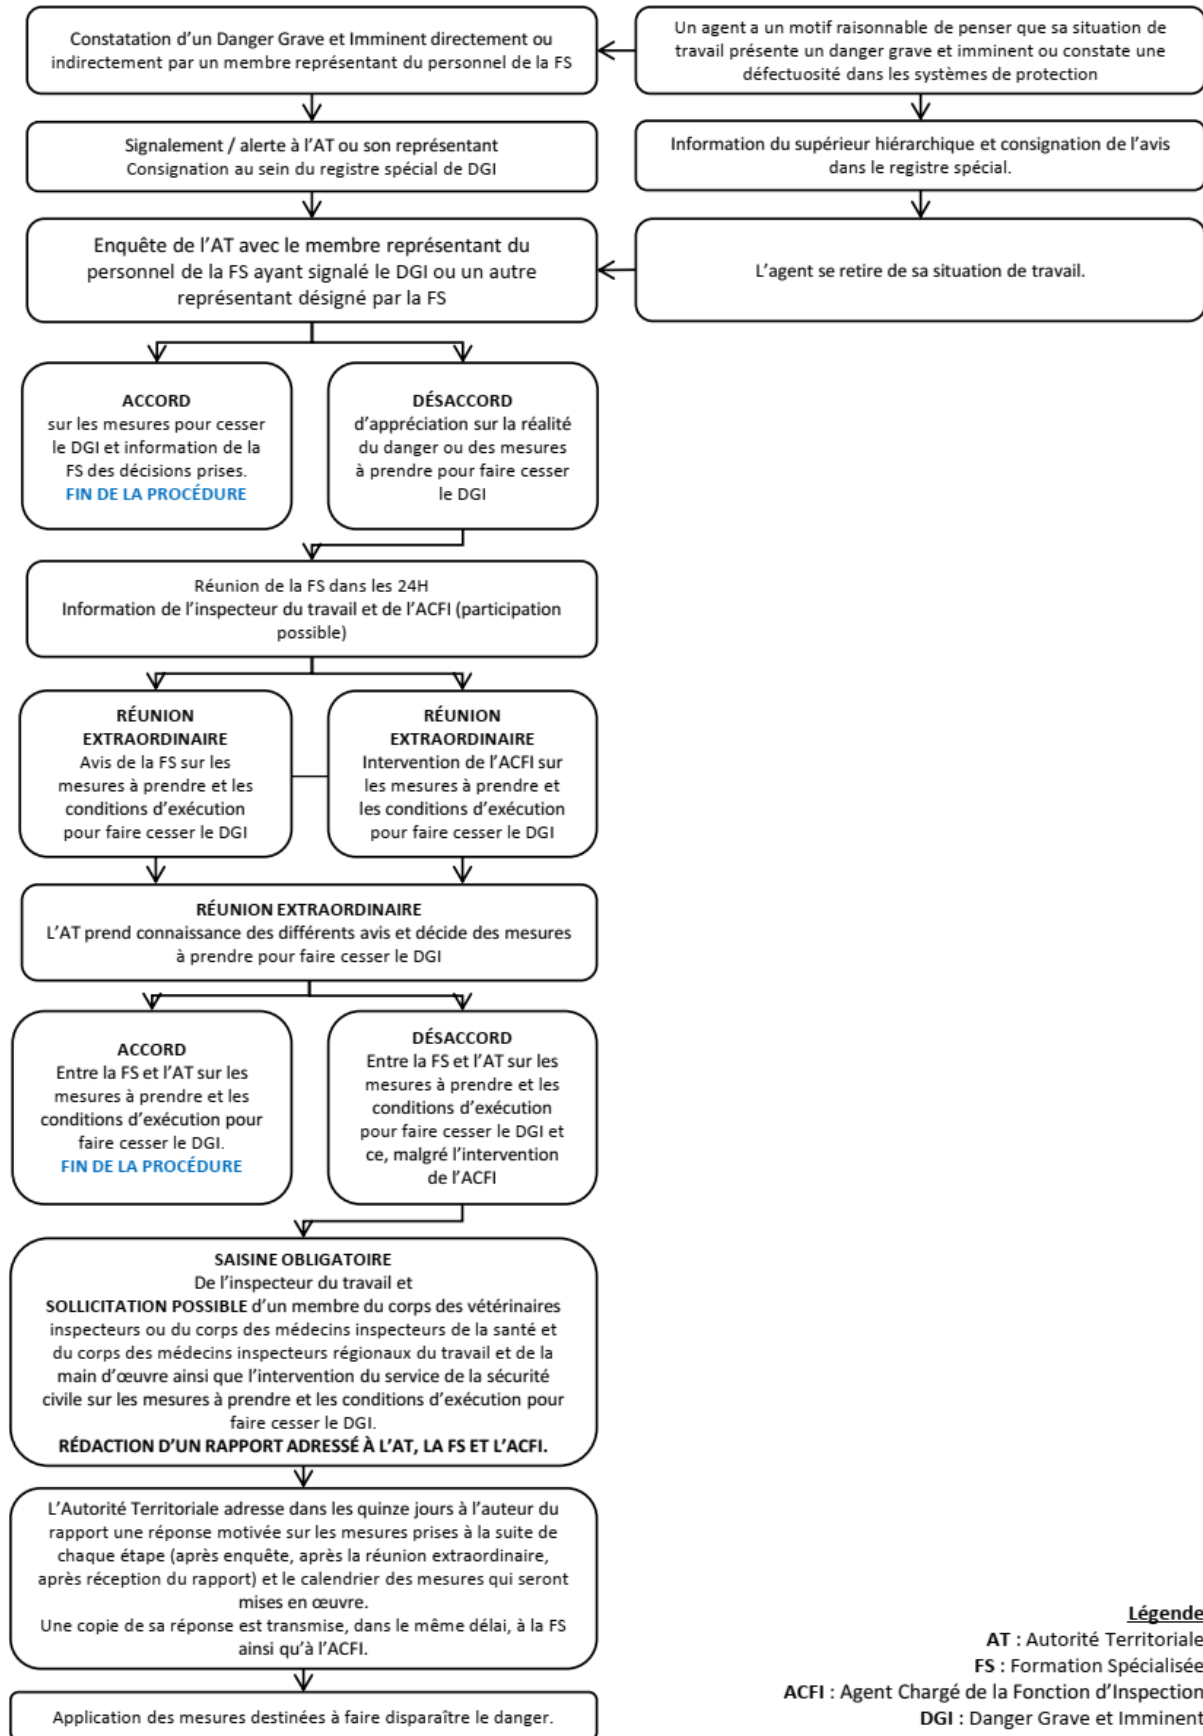 Constatation d’un Danger Grave et Imminent directement ou
indirectement par un membre représentant du personnel de la FS
Un agent a un motif raisonnable de penser que sa situation de
travail présente un danger grave et imminent ou constate une
défectuosité dans les systèmes de protection
Signalement / alerte à l’AT ou son représentant
Consignation au sein du registre spécial de DGI
Information du supérieur hiérarchique et consignation de l’avis
dans le registre spécial.
Enquête de l’AT avec le membre représentant du
personnel de la FS ayant signalé le DGI ou un autre
représentant désigné par la FS
L’agent se retire de sa situation de travail.
ACCORD
sur les mesures pour cesser
le DGI et information de la
FS des décisions prises.
FIN DE LA PROCÉDURE
DÉSACCORD
d’appréciation sur la réalité
du danger ou des mesures
à prendre pour faire cesser
le DGI
Réunion de la FS dans les 24H
Information de l’inspecteur du travail et de l’ACFI (participation
possible)
RÉUNION
EXTRAORDINAIRE
Avis de la FS sur les
mesures à prendre et les
conditions d’exécution
pour faire cesser le DGI
RÉUNION
EXTRAORDINAIRE
Intervention de l’ACFI sur
les mesures à prendre et
les conditions d’exécution
pour faire cesser le DGI
RÉUNION EXTRAORDINAIRE
L’AT prend connaissance des différents avis et décide des mesures
à prendre pour faire cesser le DGI
ACCORD
Entre la FS et l’AT sur les
mesures à prendre et les
conditions d’exécution pour
faire cesser le DGI.
FIN DE LA PROCÉDURE
DÉSACCORD
Entre la FS et l’AT sur les
mesures à prendre et les
conditions d’exécution
pour faire cesser le DGI et
ce, malgré l’intervention
de l’ACFI
SAISINE OBLIGATOIRE
De l’inspecteur du travail et
SOLLICITATION POSSIBLE d’un membre du corps des vétérinaires
inspecteurs ou du corps des médecins inspecteurs de la santé et
du corps des médecins inspecteurs régionaux du travail et de la
main d’œuvre ainsi que l’intervention du service de la sécurité
civile sur les mesures à prendre et les conditions d’exécution pour
faire cesser le DGI.
RÉDACTION D’UN RAPPORT ADRESSÉ À L’AT, LA FS ET L’ACFI.
L’Autorité Territoriale adresse dans les quinze jours à l’auteur du
rapport une réponse motivée sur les mesures prises à la suite de
chaque étape (après enquête, après la réunion extraordinaire,
après réception du rapport) et le calendrier des mesures qui seront
mises en œuvre.
Une copie de sa réponse est transmise, dans le même délai, à la FS
ainsi qu’à l’ACFI.
Application des mesures destinées à faire disparaître le danger.
Légende
AT : Autorité Territoriale
FS : Formation Spécialisée
ACFI : Agent Chargé de la Fonction d’Inspection
DGI : Danger Grave et Imminent